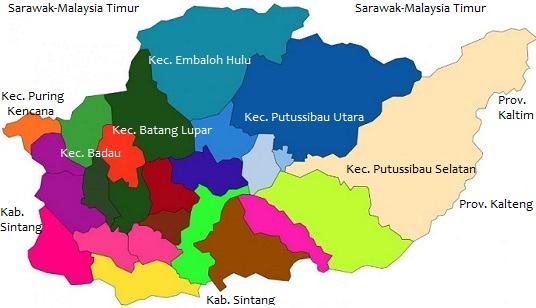 Sarawak-Malaysia Timur
Sarawak-Malaysia Timur
Kec. Embaloh Hulu
Kec. Puring
Kencana
Kec. Batang Lupar
Kec. Putussibau Utara
Prov.
Kaltim
Kec. Badau
Kec. Putussibau Selatan
Prov. Kalteng
Kab.
Sintang
Kab. Sintang